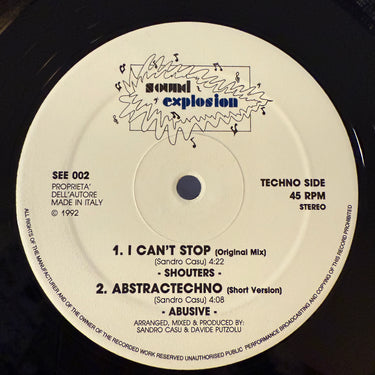 sound
explosion
SEE 002
PROPRIETA'
DELL'AUTORE
MADE IN ITALY
© 1992
TECHNO SIDE
45 RPM
STEREO
1. I CAN'T STOP (Original Mix)
(Sandro Casu) 4:22
- SHOUTERS -
2. ABSTRACTECHNO (Short Version)
(Sandro Casu) 4:08
- ABUSIVE -
ARRANGED, MIXED & PRODUCED BY:
SANDRO CASU & DAVIDE PUTZOLU
ALL RIGHTS OF THE MANUFACTURER AND OF THE OWNER OF THE RECORDED WORK RESERVED UNAUTHORISED PUBLIC PERFORMANCE BROADCASTING AND COPYING OF THIS RECORD PROHIBITED